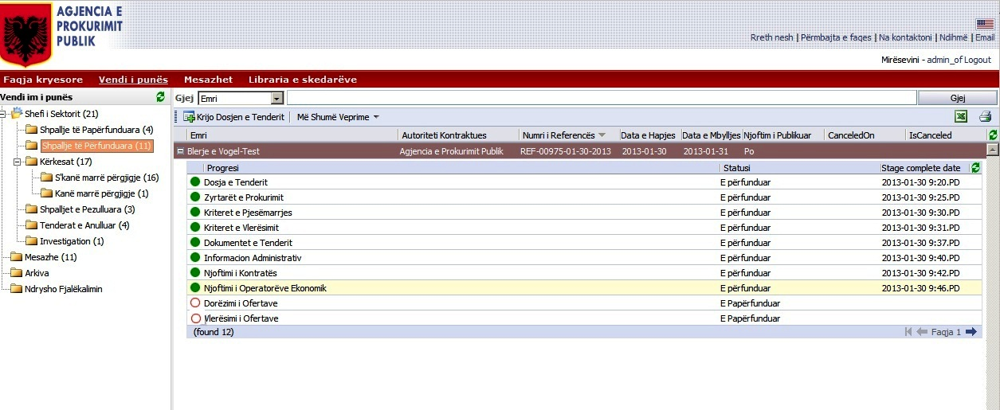 AGJENCIA E
PROKURIMIT
PUBLIK
Rreth nesh | Përmbajta e faqes | Na kontaktoni | Ndihmë | Email
Mirësevini - admin_of Logout
Faqja kryesore Vendi i punës Mesazhet Libraria e skedarëve
Vendi im i punës
Shefi i Sektorit (21)
Shpallje të Papërfunduara (4)
Shpallje të Përfunduara (11)
Kërkesat (17)
S'kanë marrë përgjigje (16)
Kanë marrë përgjigje (1)
Shpalljet e Pezulluara (3)
Tenderat e Anulluar (4)
Investigation (1)
Mesazhe (11)
Arkiva
Ndrysho Fjalëkalimin
Gjej Emri Gjej
Krijo Dosjen e Tenderit Më Shumë Veprime
Emri Autoriteti Kontraktues Numri i Referencës Data e Hapjes Data e Mbylljes Njoftim i Publikuar CanceledOn IsCanceled
Blerje e Vogel-Test Agjencia e Prokurimit Publik REF-00975-01-30-2013 2013-01-30 2013-01-31 Po
Progresi Statusi Stage complete date
Dosja e Tenderit E përfunduar 2013-01-30 9:20.PD
Zyrtarët e Prokurimit E përfunduar 2013-01-30 9:25.PD
Kriteret e Pjesëmarrjes E përfunduar 2013-01-30 9:30.PD
Kriteret e Vlerësimit E përfunduar 2013-01-30 9:31.PD
Dokumentet e Tenderit E përfunduar 2013-01-30 9:37.PD
Informacion Administrativ E përfunduar 2013-01-30 9:40.PD
Njoftimi i Kontratës E përfunduar 2013-01-30 9:42.PD
Njoftimi i Operatorëve Ekonomik E përfunduar 2013-01-30 9:46.PD
Dorëzimi i Ofertave E Papërfunduar
Vlerësimi i Ofertave E Papërfunduar
(found 12) Faqja 1